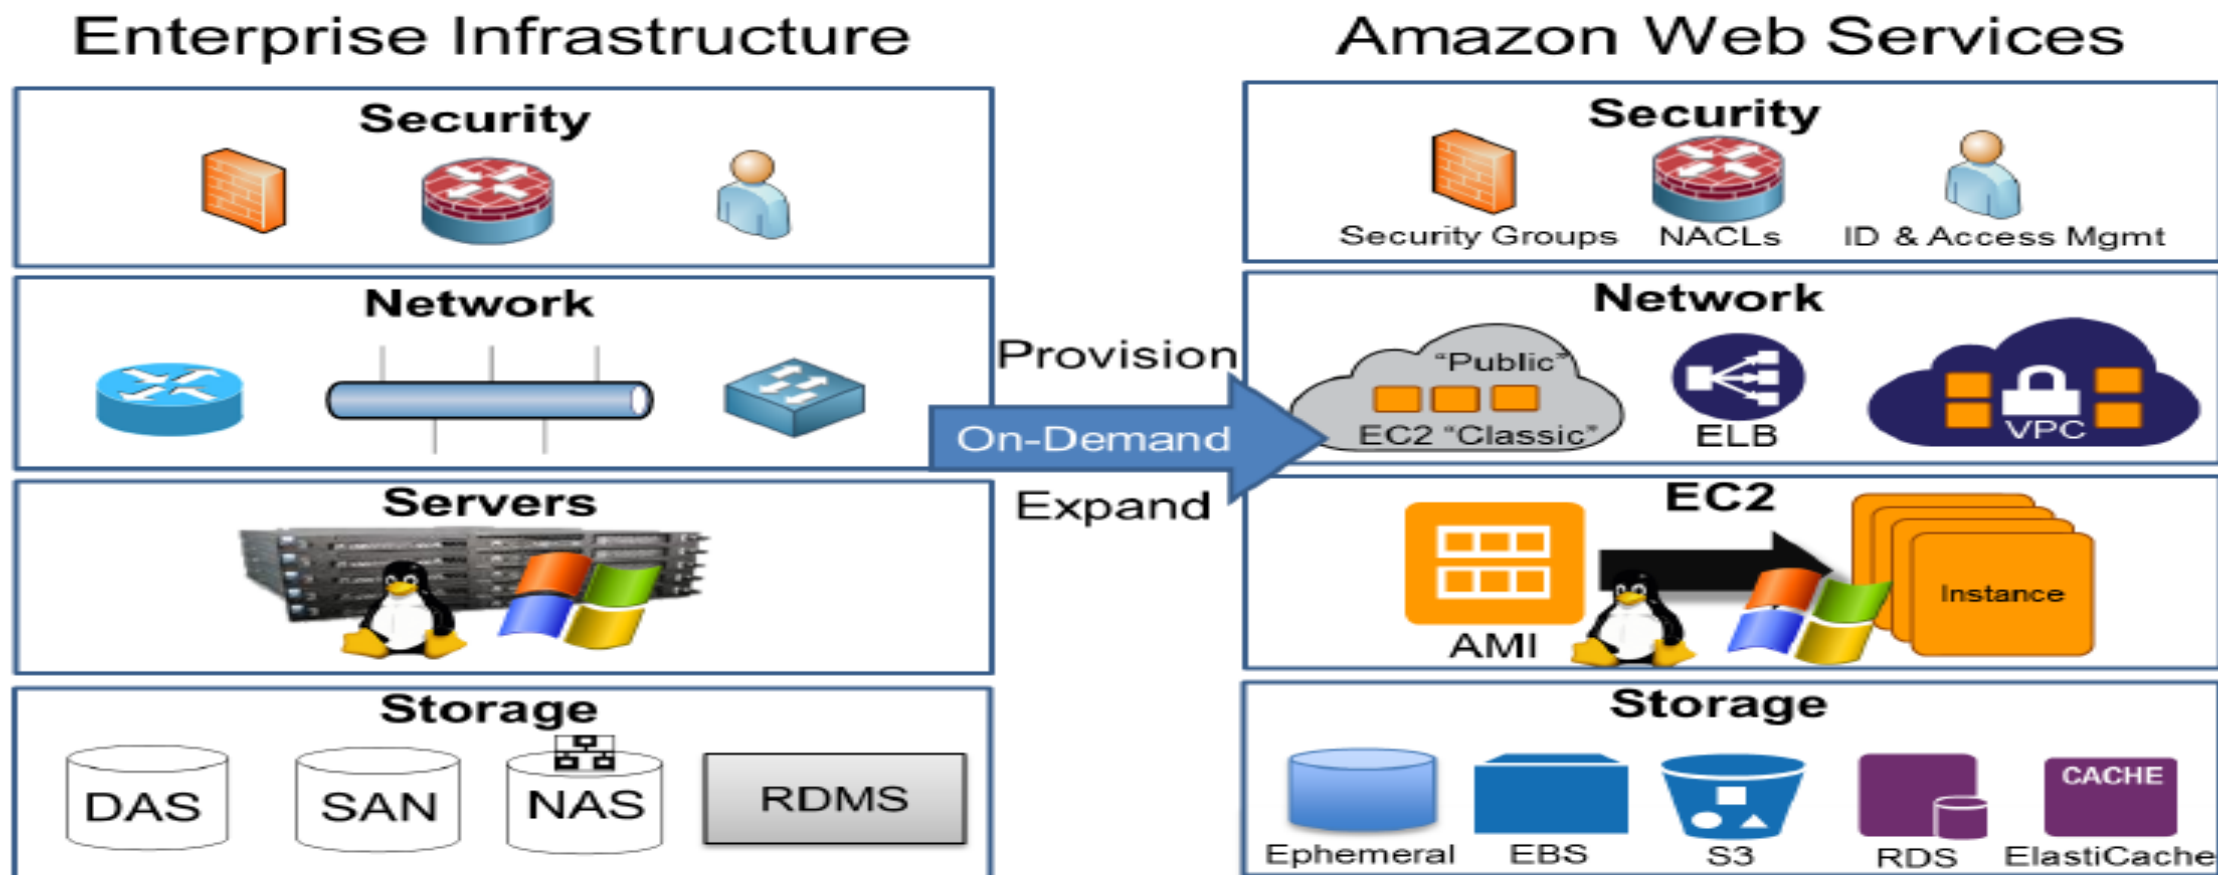 Enterprise Infrastructure
Security
Network
Servers
Storage
DAS
SAN
NAS
RDMS
Provision
On-Demand
Expand
Amazon Web Services
Security
Security Groups
NACLs
ID & Access Mgmt
Network
"Public"
EC2 "Classic"
ELB
VPC
EC2
AMI
Instance
Storage
Ephemeral
EBS
S3
RDS
CACHE
ElastiCache